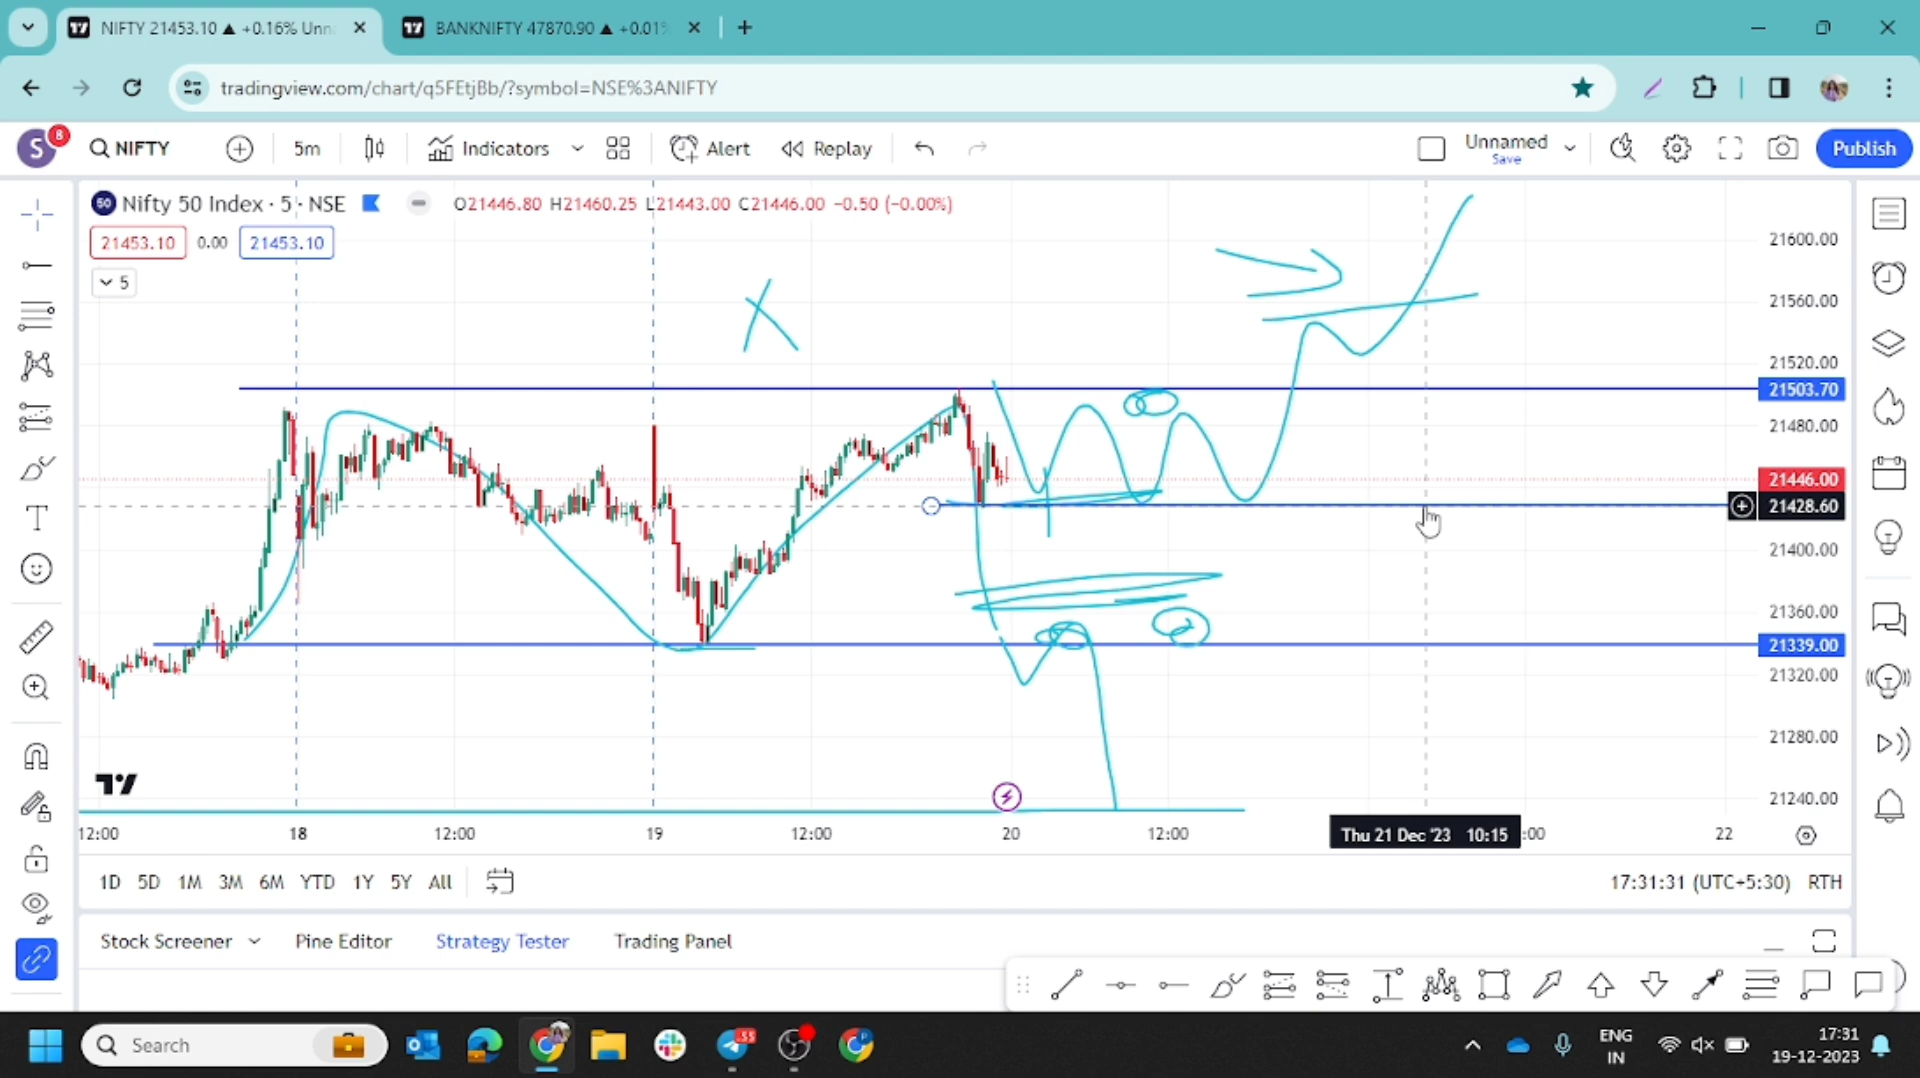 NIFTY 21453.10 ▲ +0.16% Unn
BANKNIFTY 47870.90 ▲ +0.01%
tradingview.com/chart/q5FEtjBb/?symbol=NSE%3ANIFTY
S 8 NIFTY 5m Indicators Alert Replay Unnamed Save Publish
50 Nifty 50 Index · 5 · NSE O21446.80 H21460.25 L21443.00 C21446.00 −0.50 (−0.00%)
21453.10 0.00 21453.10
5
X
21600.00
21560.00
21520.00
21503.70
21480.00
21446.00
21428.60
21400.00
21360.00
21339.00
21320.00
21280.00
21240.00
12:00 18 12:00 19 12:00 20 12:00 Thu 21 Dec '23 10:15 :00 22
1D 5D 1M 3M 6M YTD 1Y 5Y All 17:31:31 (UTC+5:30) RTH
Stock Screener Pine Editor Strategy Tester Trading Panel
Search 55 ENG 17:31
IN 19-12-2023